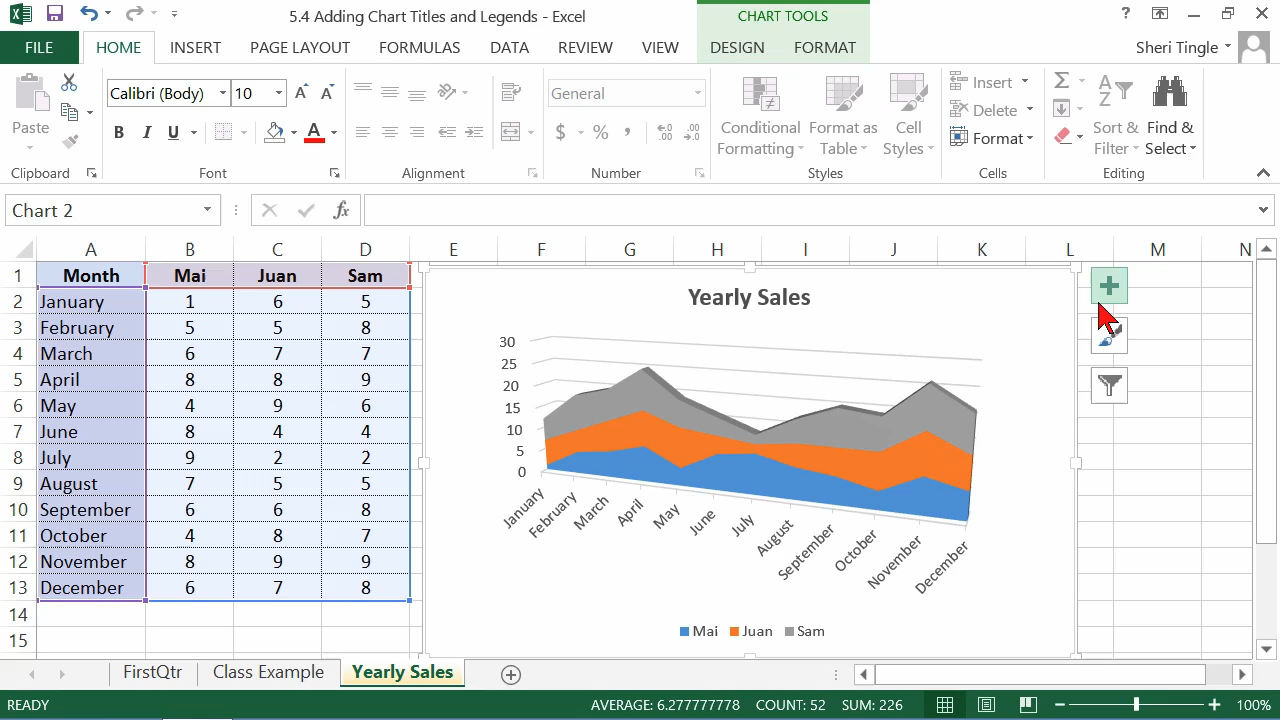 5.4 Adding Chart Titles and Legends - Excel
CHART TOOLS
?
FILE HOME INSERT PAGE LAYOUT FORMULAS DATA REVIEW VIEW DESIGN FORMAT Sheri Tingle
Calibri (Body) 10 General
Paste
B I U A $ % ,
Conditional Formatting
Format as Table
Cell Styles
Insert
Delete
Format
Sort & Filter
Find & Select
Clipboard Font Alignment Number Styles Cells Editing
Chart 2 fx
A B C D E F G H I J K L M N
1 Month Mai Juan Sam
2 January 1 6 5
3 February 5 5 8
4 March 6 7 7
5 April 8 8 9
6 May 4 9 6
7 June 8 4 4
8 July 9 2 2
9 August 7 5 5
10 September 6 6 8
11 October 4 8 7
12 November 8 9 9
13 December 6 7 8
14
15
Yearly Sales
30
25
20
15
10
5
0
January February March April May June July August September October November December
Mai Juan Sam
FirstQtr Class Example Yearly Sales
READY AVERAGE: 6.277777778 COUNT: 52 SUM: 226 100%